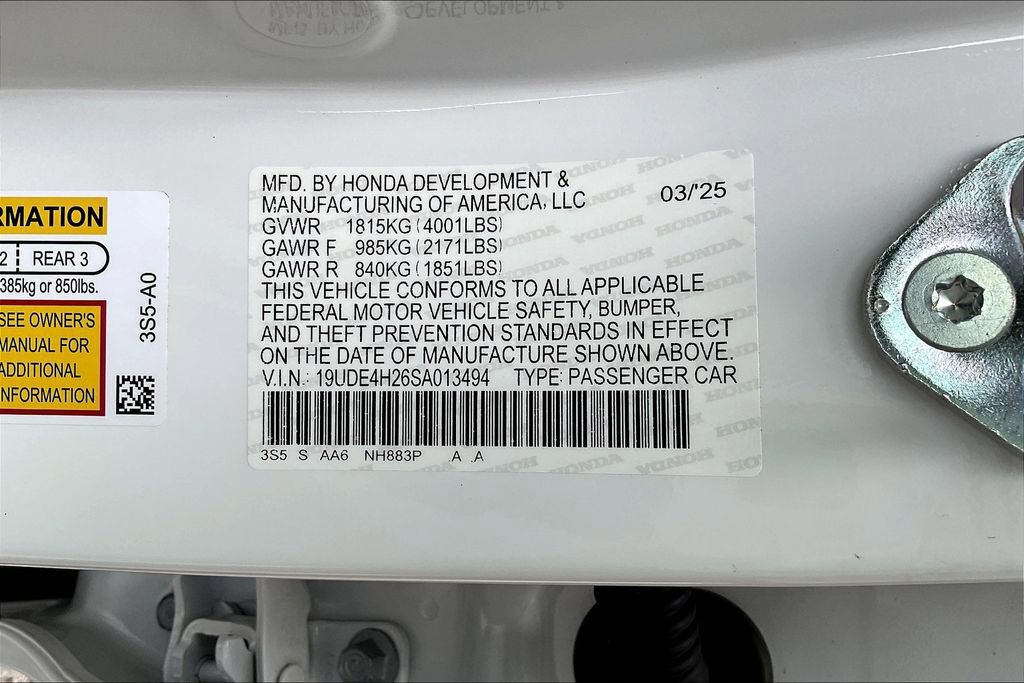 RMATION
2 REAR 3
385kg or 850lbs.
SEE OWNER'S
MANUAL FOR
ADDITIONAL
INFORMATION
3S5-A0
MFD. BY HONDA DEVELOPMENT &
MANUFACTURING OF AMERICA, LLC 03/'25
GVWR 1815KG (4001LBS)
GAWR F 985KG (2171LBS)
GAWR R 840KG (1851LBS)
THIS VEHICLE CONFORMS TO ALL APPLICABLE
FEDERAL MOTOR VEHICLE SAFETY, BUMPER,
AND THEFT PREVENTION STANDARDS IN EFFECT
ON THE DATE OF MANUFACTURE SHOWN ABOVE.
V.I.N.: 19UDE4H26SA013494 TYPE: PASSENGER CAR
3S5 S AA6 NH883P .A .A
HONDA